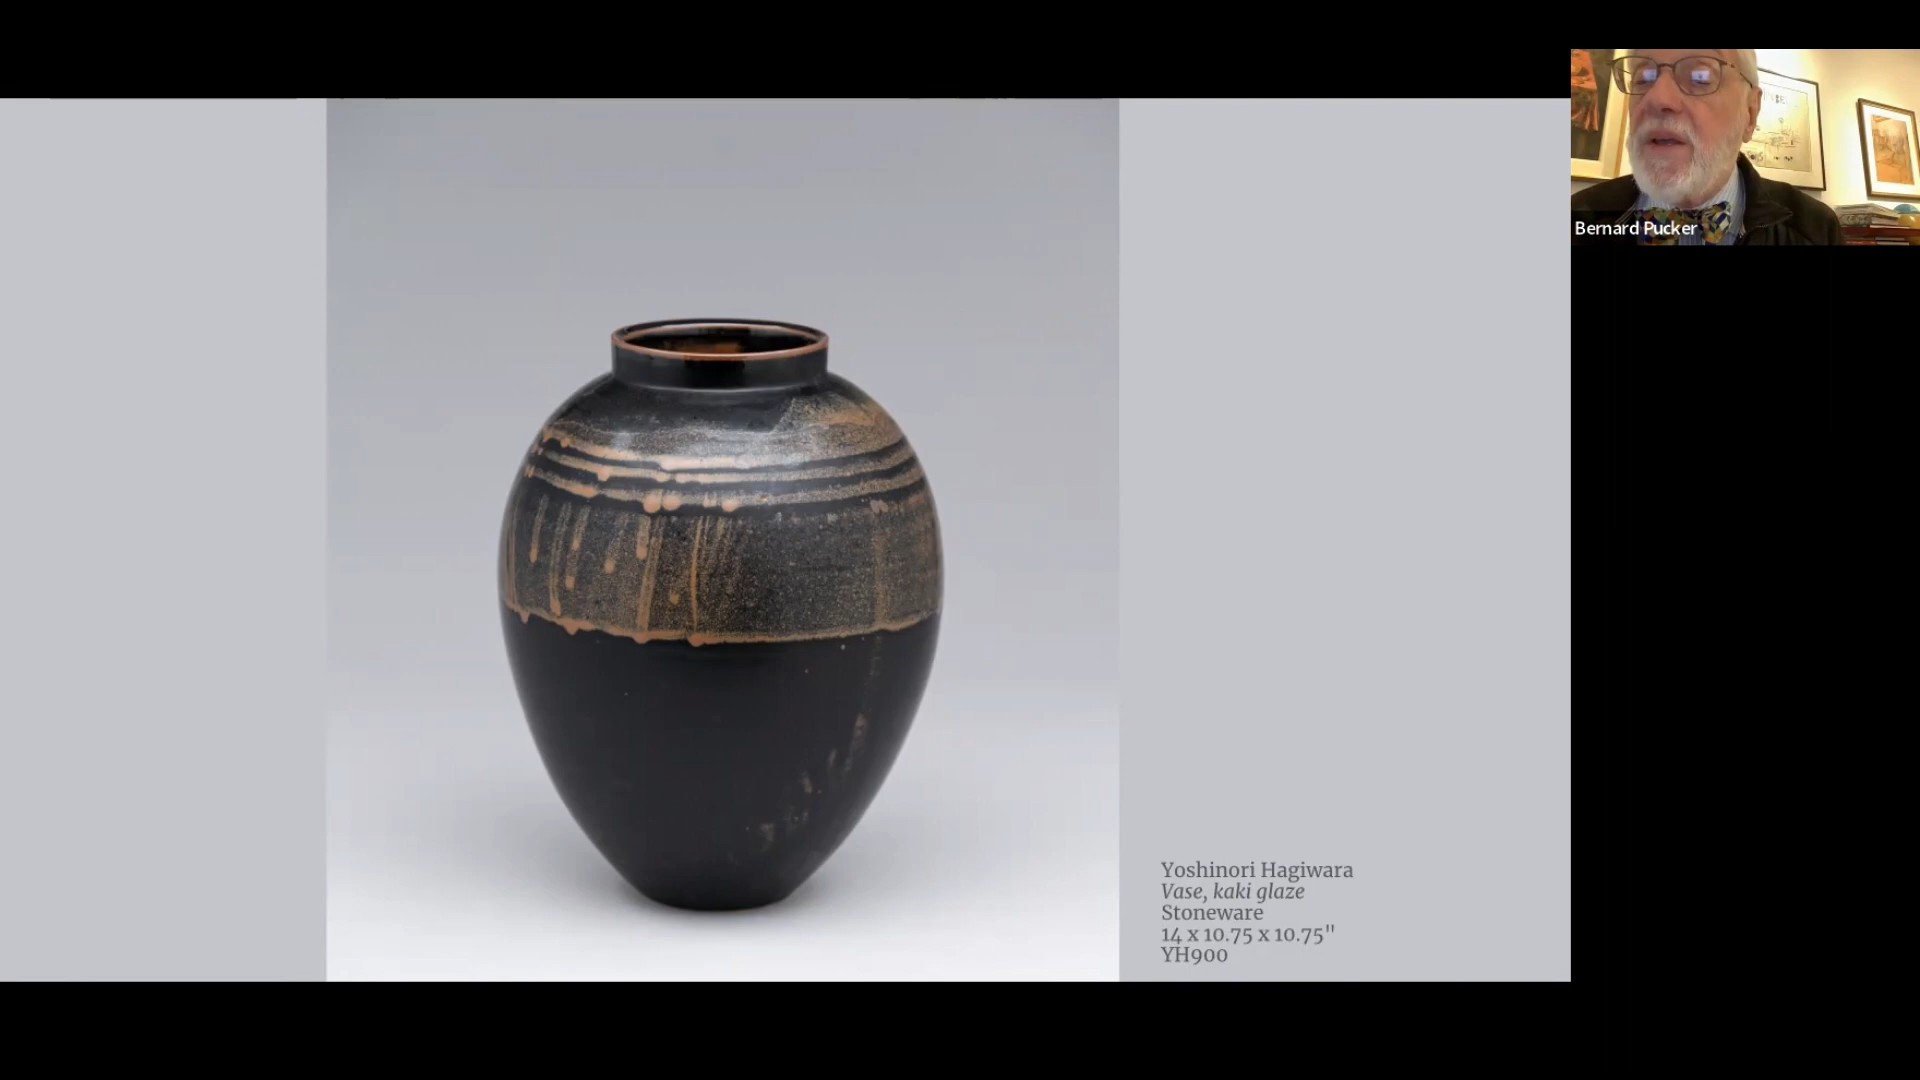 Bernard Pucker
Yoshinori Hagiwara
Vase, kaki glaze
Stoneware
14 x 10.75 x 10.75"
YH900